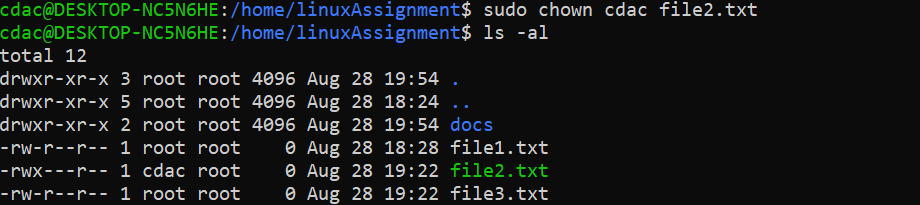 cdac@DESKTOP-NC5N6HE:/home/linuxAssignment$ sudo chown cdac file2.txt
cdac@DESKTOP-NC5N6HE:/home/linuxAssignment$ ls -al
total 12
drwxr-xr-x 3 root root 4096 Aug 28 19:54 .
drwxr-xr-x 5 root root 4096 Aug 28 18:24 ..
drwxr-xr-x 2 root root 4096 Aug 28 19:54 docs
-rw-r--r-- 1 root root    0 Aug 28 18:28 file1.txt
-rwx---r-- 1 cdac root    0 Aug 28 19:22 file2.txt
-rw-r--r-- 1 root root    0 Aug 28 19:22 file3.txt